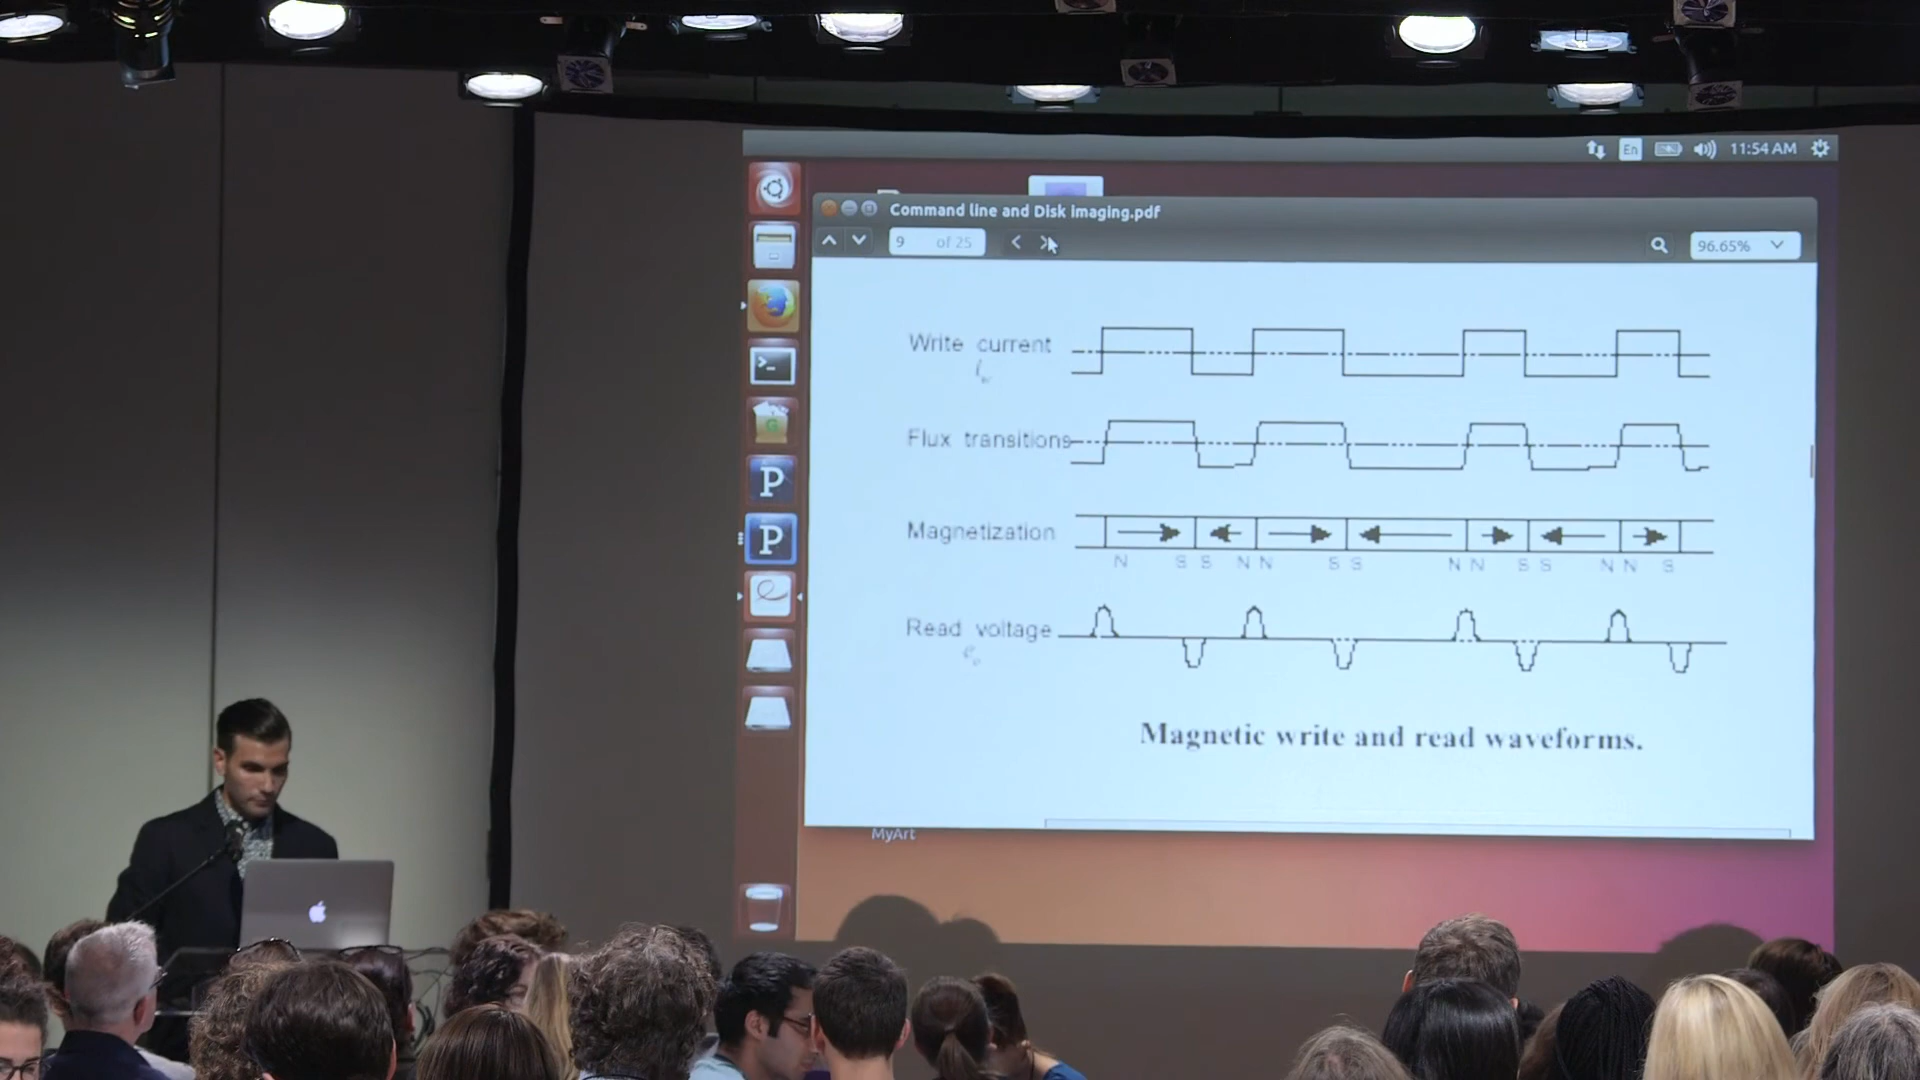 En 11:54 AM
Command line and Disk imaging.pdf
9 of 25 96.65%
Write current
Flux transitions
Magnetization
N S S N N S S N N S S N N S
Read voltage
Magnetic write and read waveforms.
MyArt